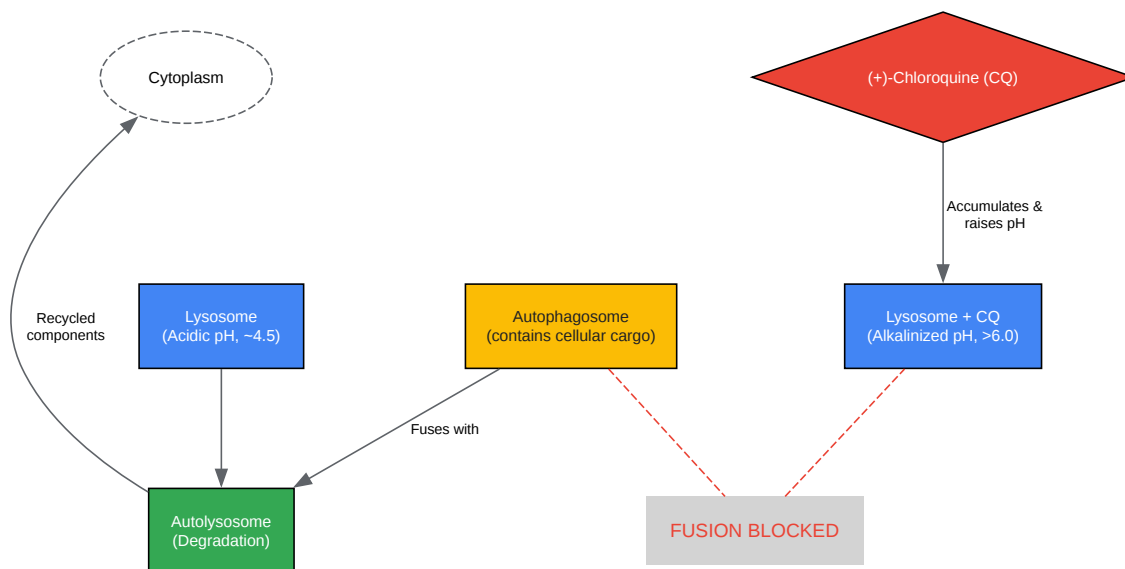 Cytoplasm
(+)-Chloroquine (CQ)
Accumulates &
raises pH
Recycled
components
Lysosome
(Acidic pH, ~4.5)
Autophagosome
(contains cellular cargo)
Lysosome + CQ
(Alkalinized pH, >6.0)
Fuses with
Autolysosome
(Degradation)
FUSION BLOCKED